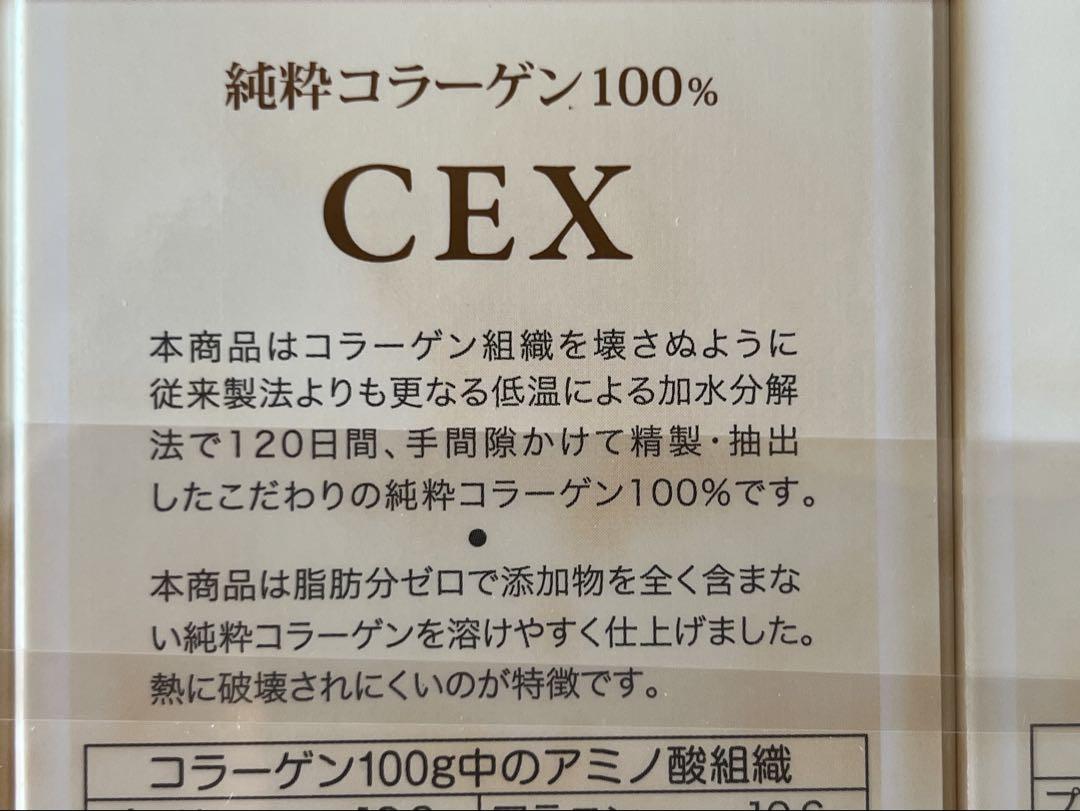 純粋コラーゲン100%
CEX
本商品はコラーゲン組織を壊さぬように
従来製法よりも更なる低温による加水分解
法で120日間、手間隙かけて精製・抽出
したこだわりの純粋コラーゲン100%です。
●
本商品は脂肪分ゼロで添加物を全く含まな
い純粋コラーゲンを溶けやすく仕上げました。
熱に破壊されにくいのが特徴です。
コラーゲン100g中のアミノ酸組織